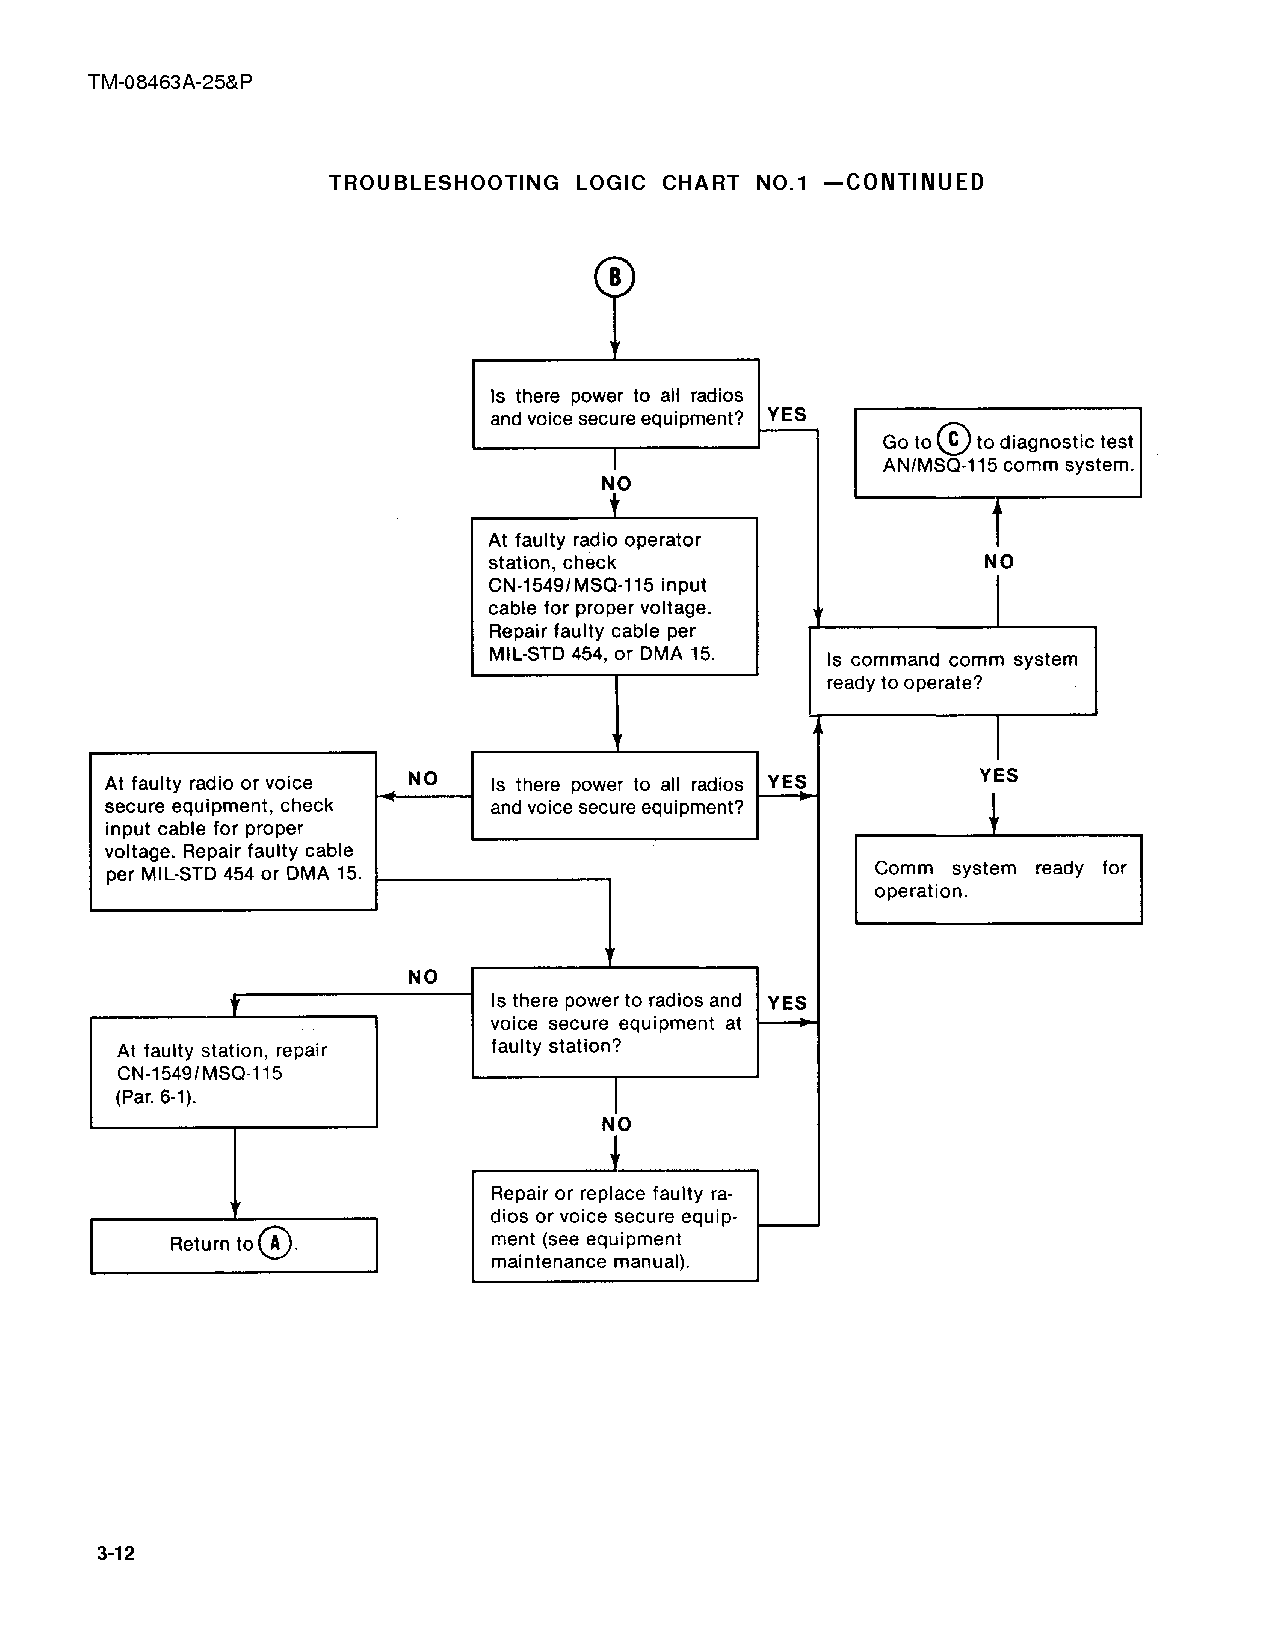 TM-08463A-25&P
TROUBLESHOOTING LOGIC CHART NO.1 —CONTINUED
B
Is there power to all radios
and voice secure equipment?
YES
Go to C to diagnostic test
AN/MSQ-115 comm system.
NO
At faulty radio operator
station, check
CN-1549/MSQ-115 input
cable for proper voltage.
Repair faulty cable per
MIL-STD 454, or DMA 15.
NO
Is command comm system
ready to operate?
At faulty radio or voice
secure equipment, check
input cable for proper
voltage. Repair faulty cable
per MIL-STD 454 or DMA 15.
NO
Is there power to all radios
and voice secure equipment?
YES
YES
Comm system ready for
operation.
NO
Is there power to radios and
voice secure equipment at
faulty station?
YES
At faulty station, repair
CN-1549/MSQ-115
(Par. 6-1).
NO
Repair or replace faulty ra-
dios or voice secure equip-
ment (see equipment
maintenance manual).
Return to A.
3-12